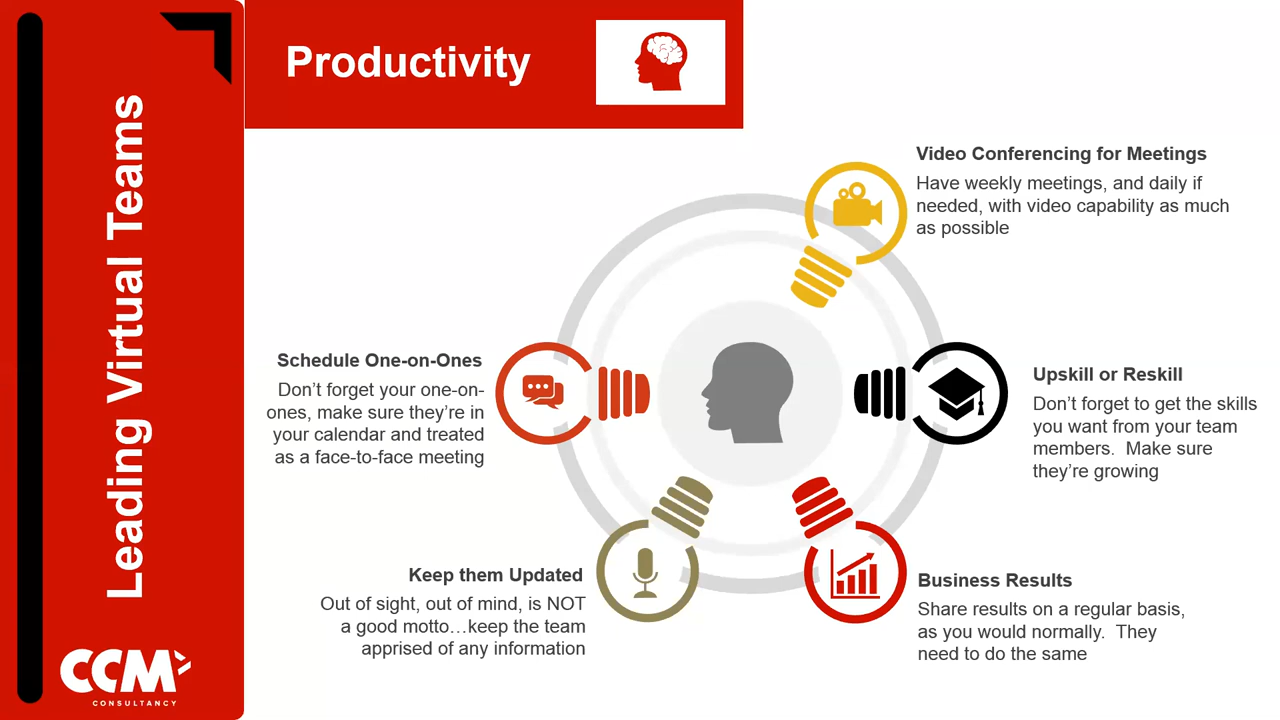 Leading Virtual Teams
CCM
CONSULTANCY
Productivity
Video Conferencing for Meetings
Have weekly meetings, and daily if
needed, with video capability as much
as possible
Upskill or Reskill
Don’t forget to get the skills
you want from your team
members.  Make sure
they’re growing
Business Results
Share results on a regular basis,
as you would normally.  They
need to do the same
Keep them Updated
Out of sight, out of mind, is NOT
a good motto…keep the team
apprised of any information
Schedule One-on-Ones
Don’t forget your one-on-
ones, make sure they’re in
your calendar and treated
as a face-to-face meeting